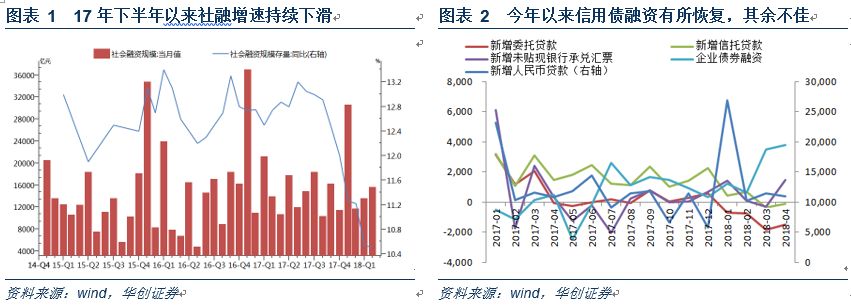 图表 1 17 年下半年以来社融增速持续下滑
社会融资规模:当月值 社会融资规模存量:同比(右轴)
亿元 %
36000
32000
28000
24000
20000
16000
12000
8000
4000
13.2
12.8
12.4
12.0
11.6
11.2
10.8
10.4
14-Q4 15-Q1 15-Q2 15-Q3 15-Q4 16-Q1 16-Q2 16-Q3 16-Q4 17-Q1 17-Q2 17-Q3 17-Q4 18-Q1
资料来源：wind，华创证券
图表 2 今年以来信用债融资有所恢复，其余不佳
新增委托贷款 新增信托贷款
新增未贴现银行承兑汇票 企业债券融资
新增人民币贷款（右轴）
8,000
6,000
4,000
2,000
0
-2,000
-4,000
30,000
25,000
20,000
15,000
10,000
5,000
0
2017-01 2017-02 2017-03 2017-04 2017-05 2017-06 2017-07 2017-08 2017-09 2017-10 2017-11 2017-12 2018-01 2018-02 2018-03 2018-04
资料来源：wind，华创证券